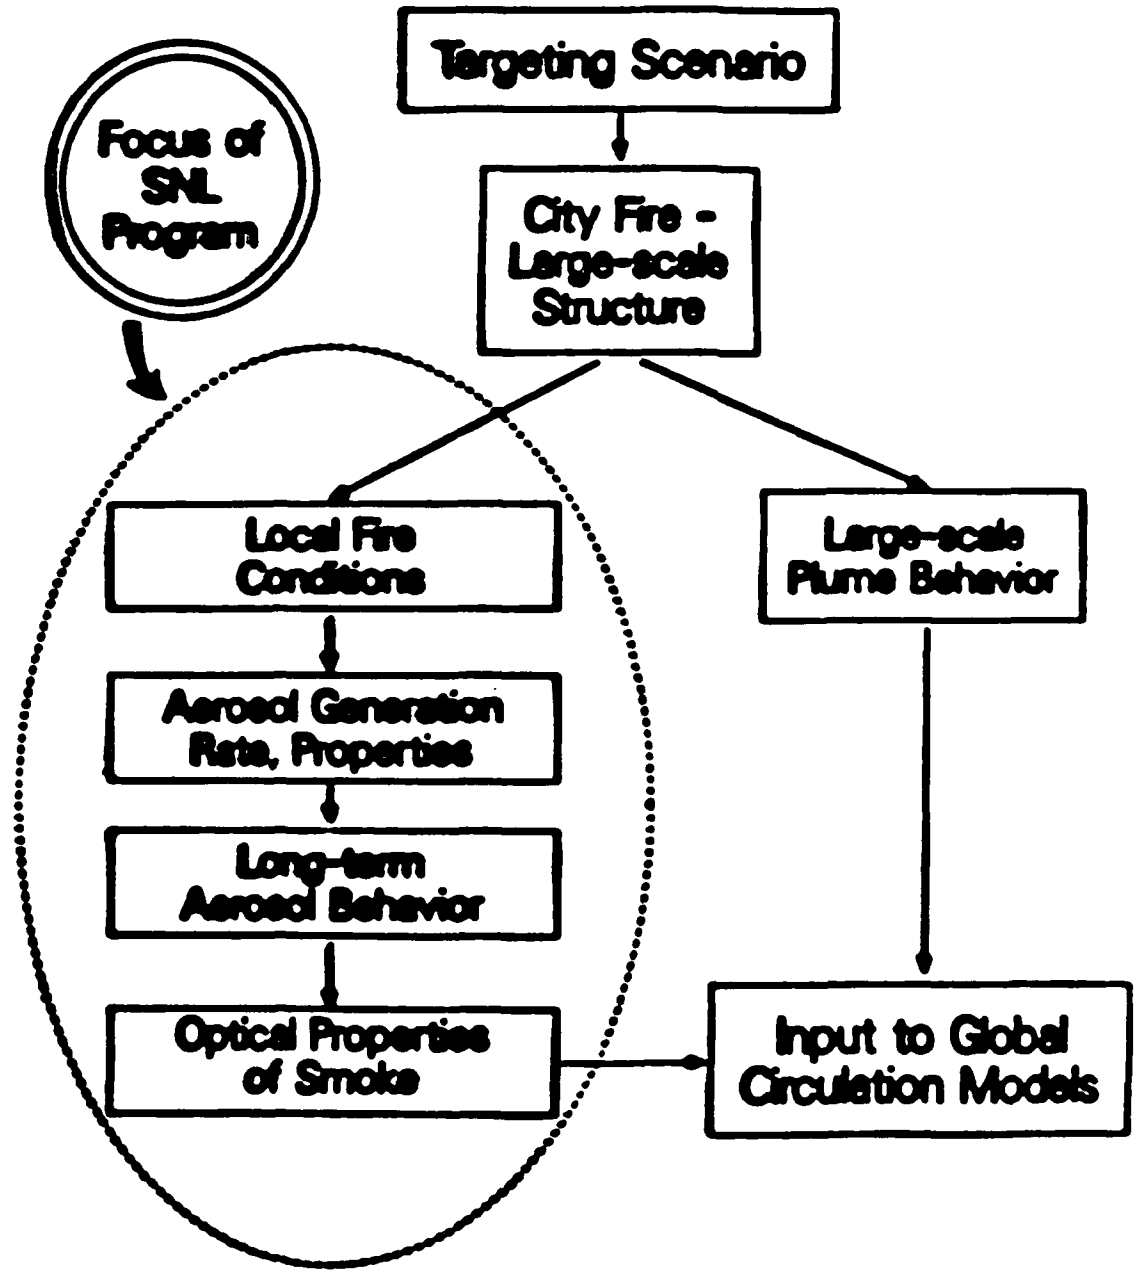 Targeting Scenario
Focus of
SNL
Program
City Fire -
Large-scale
Structure
Local Fire
Conditions
Large-scale
Plume Behavior
Aerosol Generation
Rate, Properties
Long-term
Aerosol Behavior
Optical Properties
of Smoke
Input to Global
Circulation Models